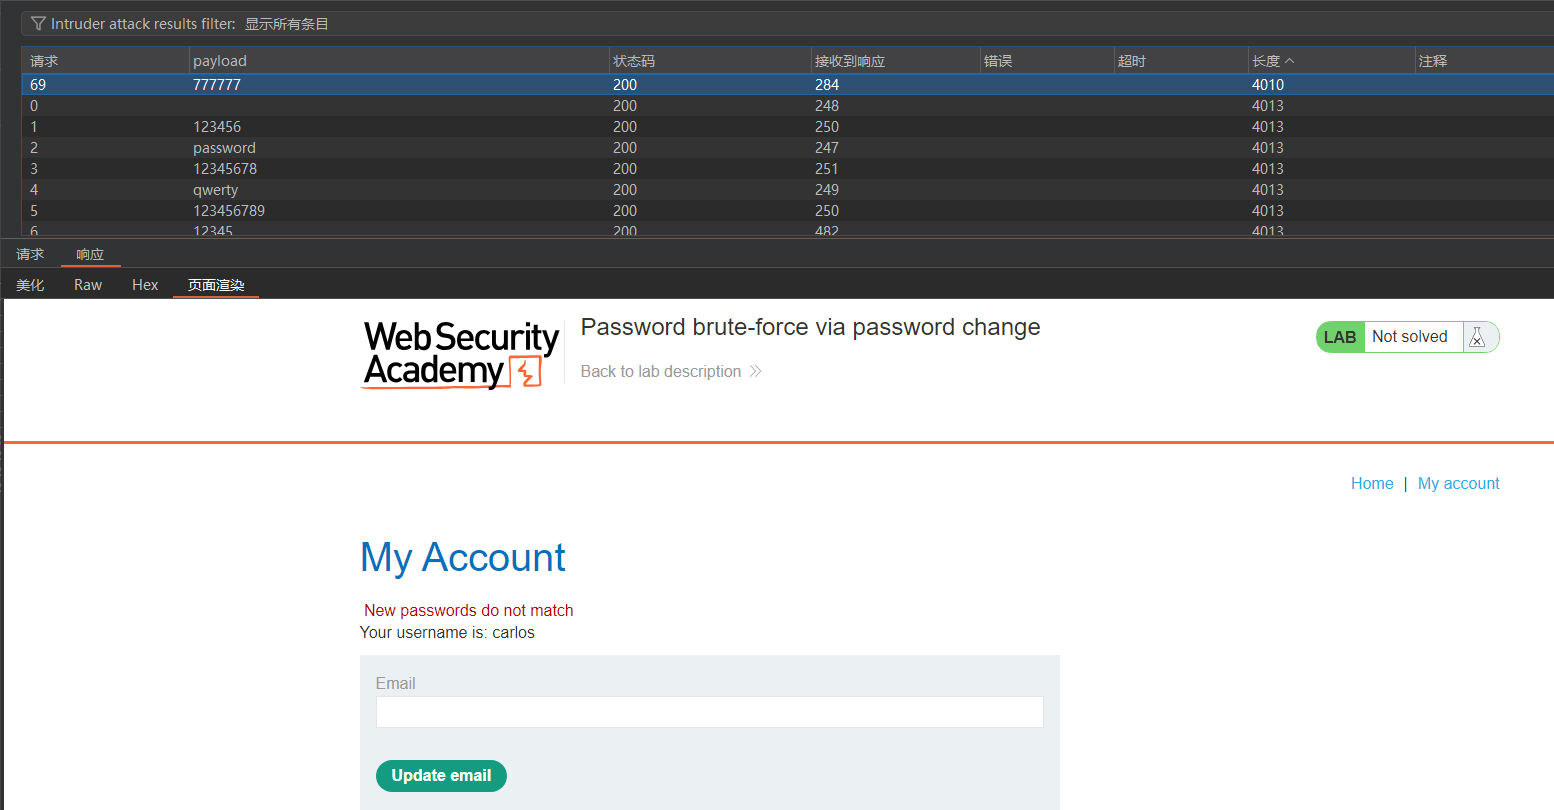 Intruder attack results filter: 显示所有条目
请求 payload 状态码 接收到响应 错误 超时 长度 注释
69 777777 200 284 4010
0 200 248 4013
1 123456 200 250 4013
2 password 200 247 4013
3 12345678 200 251 4013
4 qwerty 200 249 4013
5 123456789 200 250 4013
6 12345 200 482 4013
请求 响应
美化 Raw Hex 页面渲染
Web Security
Academy
Password brute-force via password change
Back to lab description
LAB Not solved
Home | My account
My Account
New passwords do not match
Your username is: carlos
Email
Update email